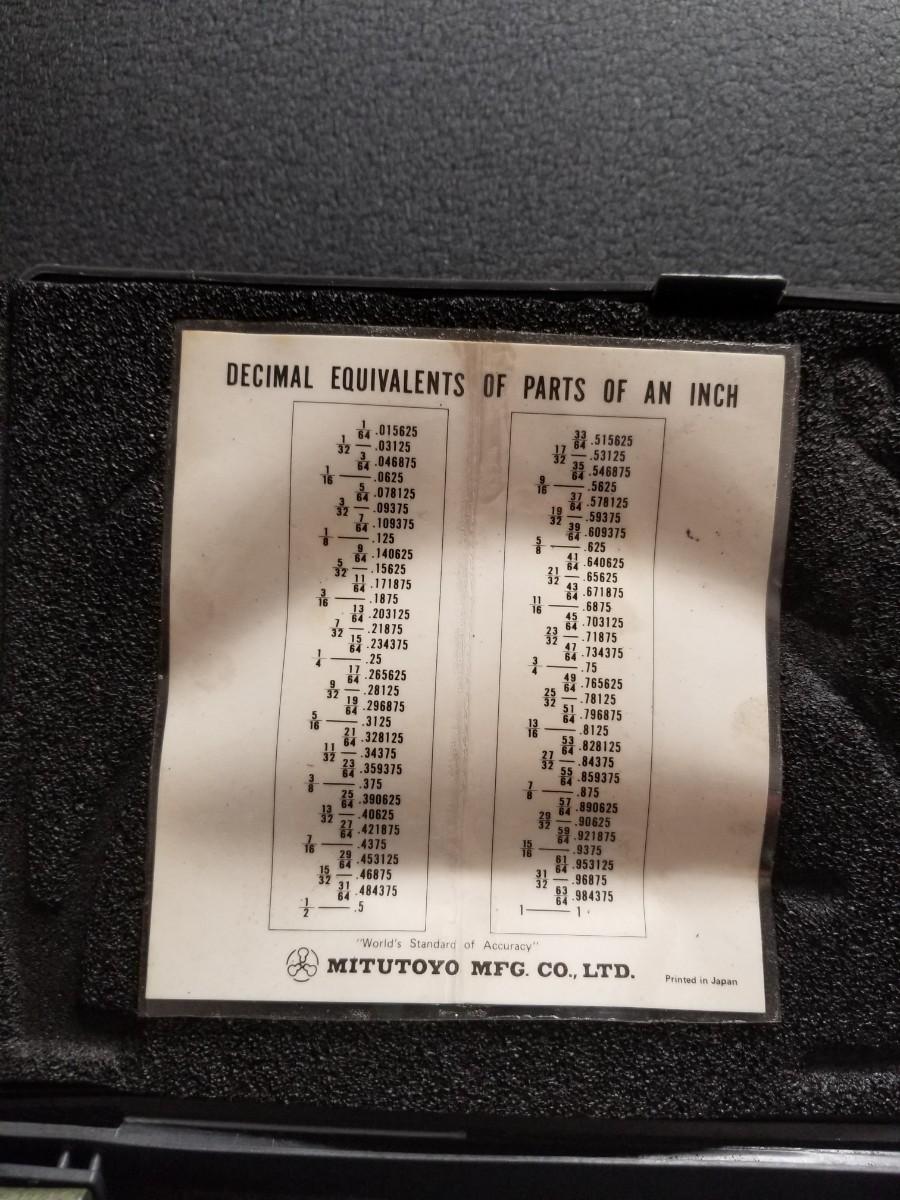 DECIMAL EQUIVALENTS OF PARTS OF AN INCH
1/64 .015625
1/32 — .03125
3/64 .046875
1/16 — .0625
5/64 .078125
3/32 — .09375
7/64 .109375
1/8 — .125
9/64 .140625
5/32 — .15625
11/64 .171875
3/16 — .1875
13/64 .203125
7/32 — .21875
15/64 .234375
1/4 — .25
17/64 .265625
9/32 — .28125
19/64 .296875
5/16 — .3125
21/64 .328125
11/32 — .34375
23/64 .359375
3/8 — .375
25/64 .390625
13/32 — .40625
27/64 .421875
7/16 — .4375
29/64 .453125
15/32 — .46875
31/64 .484375
1/2 — .5
33/64 .515625
17/32 — .53125
35/64 .546875
9/16 — .5625
37/64 .578125
19/32 — .59375
39/64 .609375
5/8 — .625
41/64 .640625
21/32 — .65625
43/64 .671875
11/16 — .6875
45/64 .703125
23/32 — .71875
47/64 .734375
3/4 — .75
49/64 .765625
25/32 — .78125
51/64 .796875
13/16 — .8125
53/64 .828125
27/32 — .84375
55/64 .859375
7/8 — .875
57/64 .890625
29/32 — .90625
59/64 .921875
15/16 — .9375
61/64 .953125
31/32 — .96875
63/64 .984375
1 — 1.
"World's Standard of Accuracy"
MITUTOYO MFG. CO., LTD.
Printed in Japan